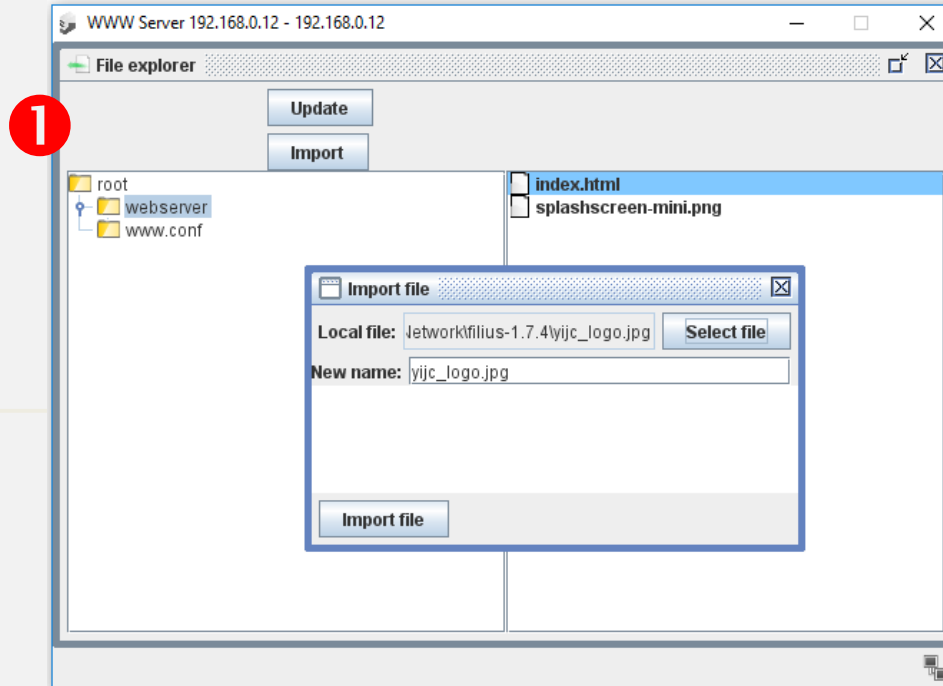 WWW Server 192.168.0.12 - 192.168.0.12
File explorer
1
Update
Import
root
webserver
www.conf
index.html
splashscreen-mini.png
Import file
Local file: \Network\filius-1.7.4\yijc_logo.jpg Select file
New name: yijc_logo.jpg
Import file